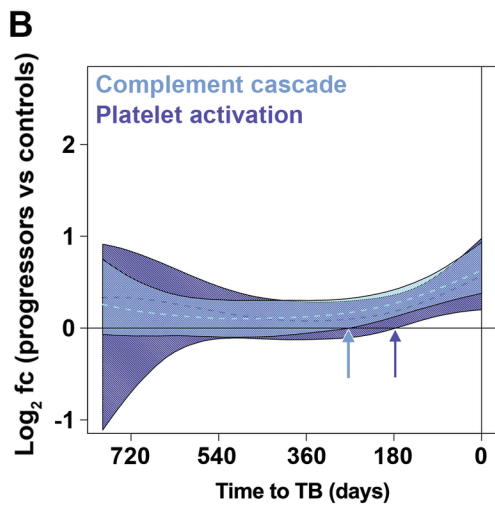 B
Complement cascade
Platelet activation
Log2 fc (progressors vs controls)
2
1
0
-1
720 540 360 180 0
Time to TB (days)